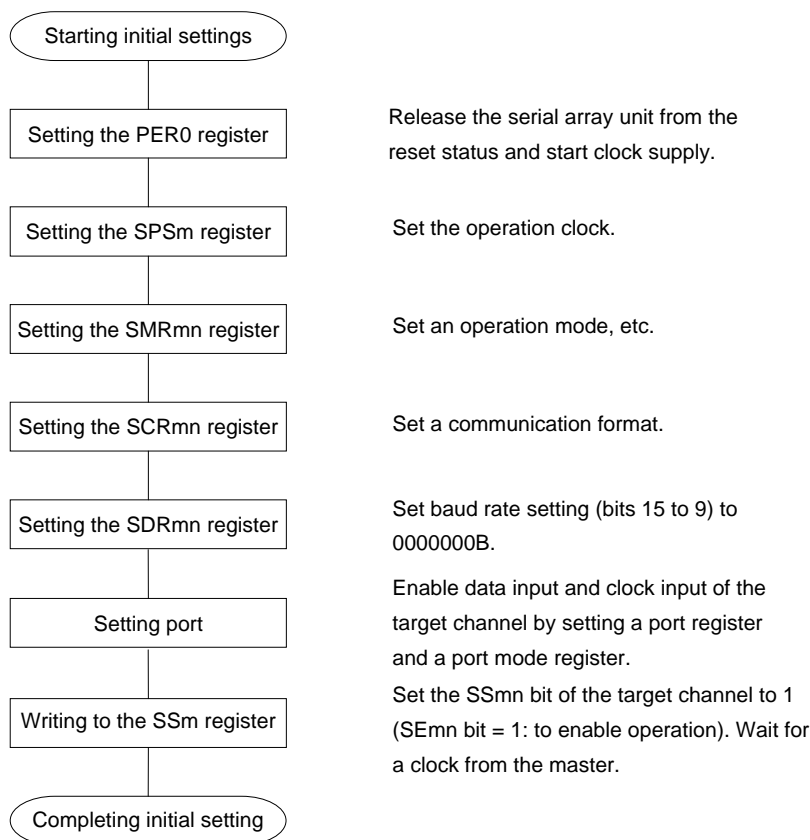 Starting initial settings
Setting the PER0 register
Release the serial array unit from the
reset status and start clock supply.
Setting the SPSm register
Set the operation clock.
Setting the SMRmn register
Set an operation mode, etc.
Setting the SCRmn register
Set a communication format.
Setting the SDRmn register
Set baud rate setting (bits 15 to 9) to
0000000B.
Setting port
Enable data input and clock input of the
target channel by setting a port register
and a port mode register.
Writing to the SSm register
Set the SSmn bit of the target channel to 1
(SEmn bit = 1: to enable operation). Wait for
a clock from the master.
Completing initial setting